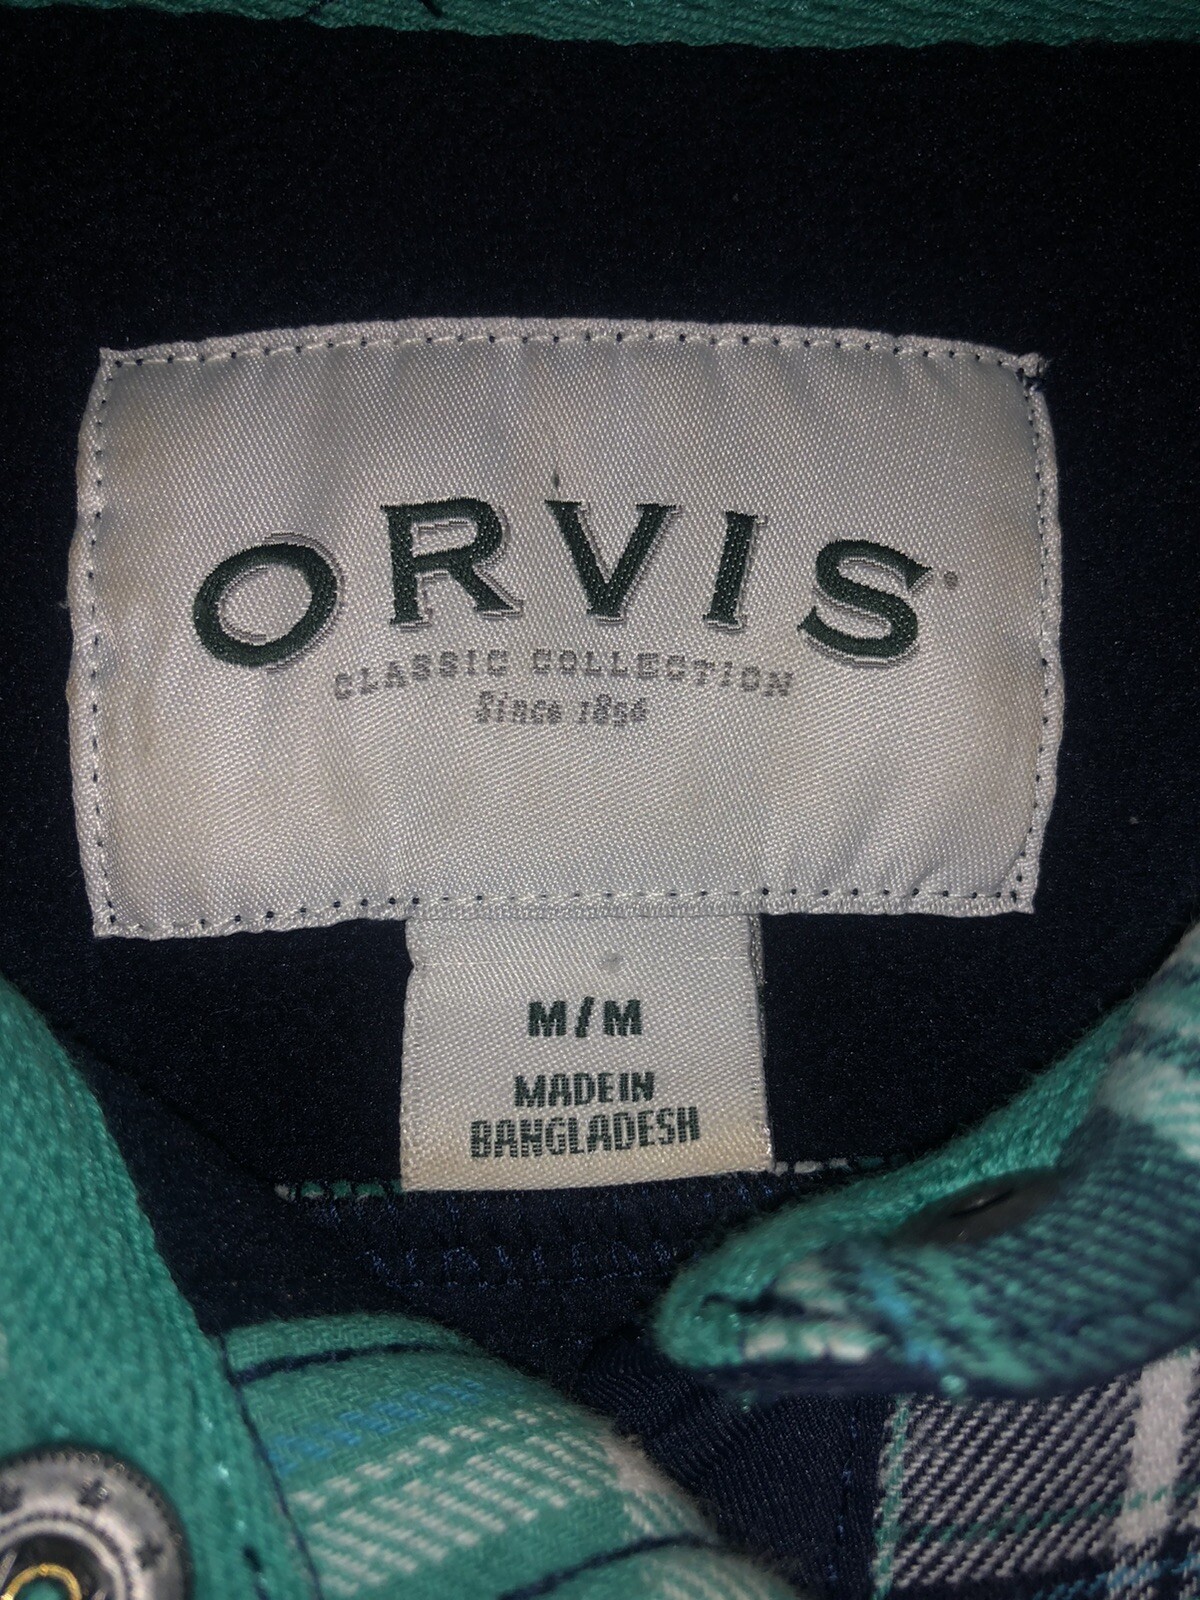 ORVIS
CLASSIC COLLECTION
Since 1856
M/M
MADE IN
BANGLADESH